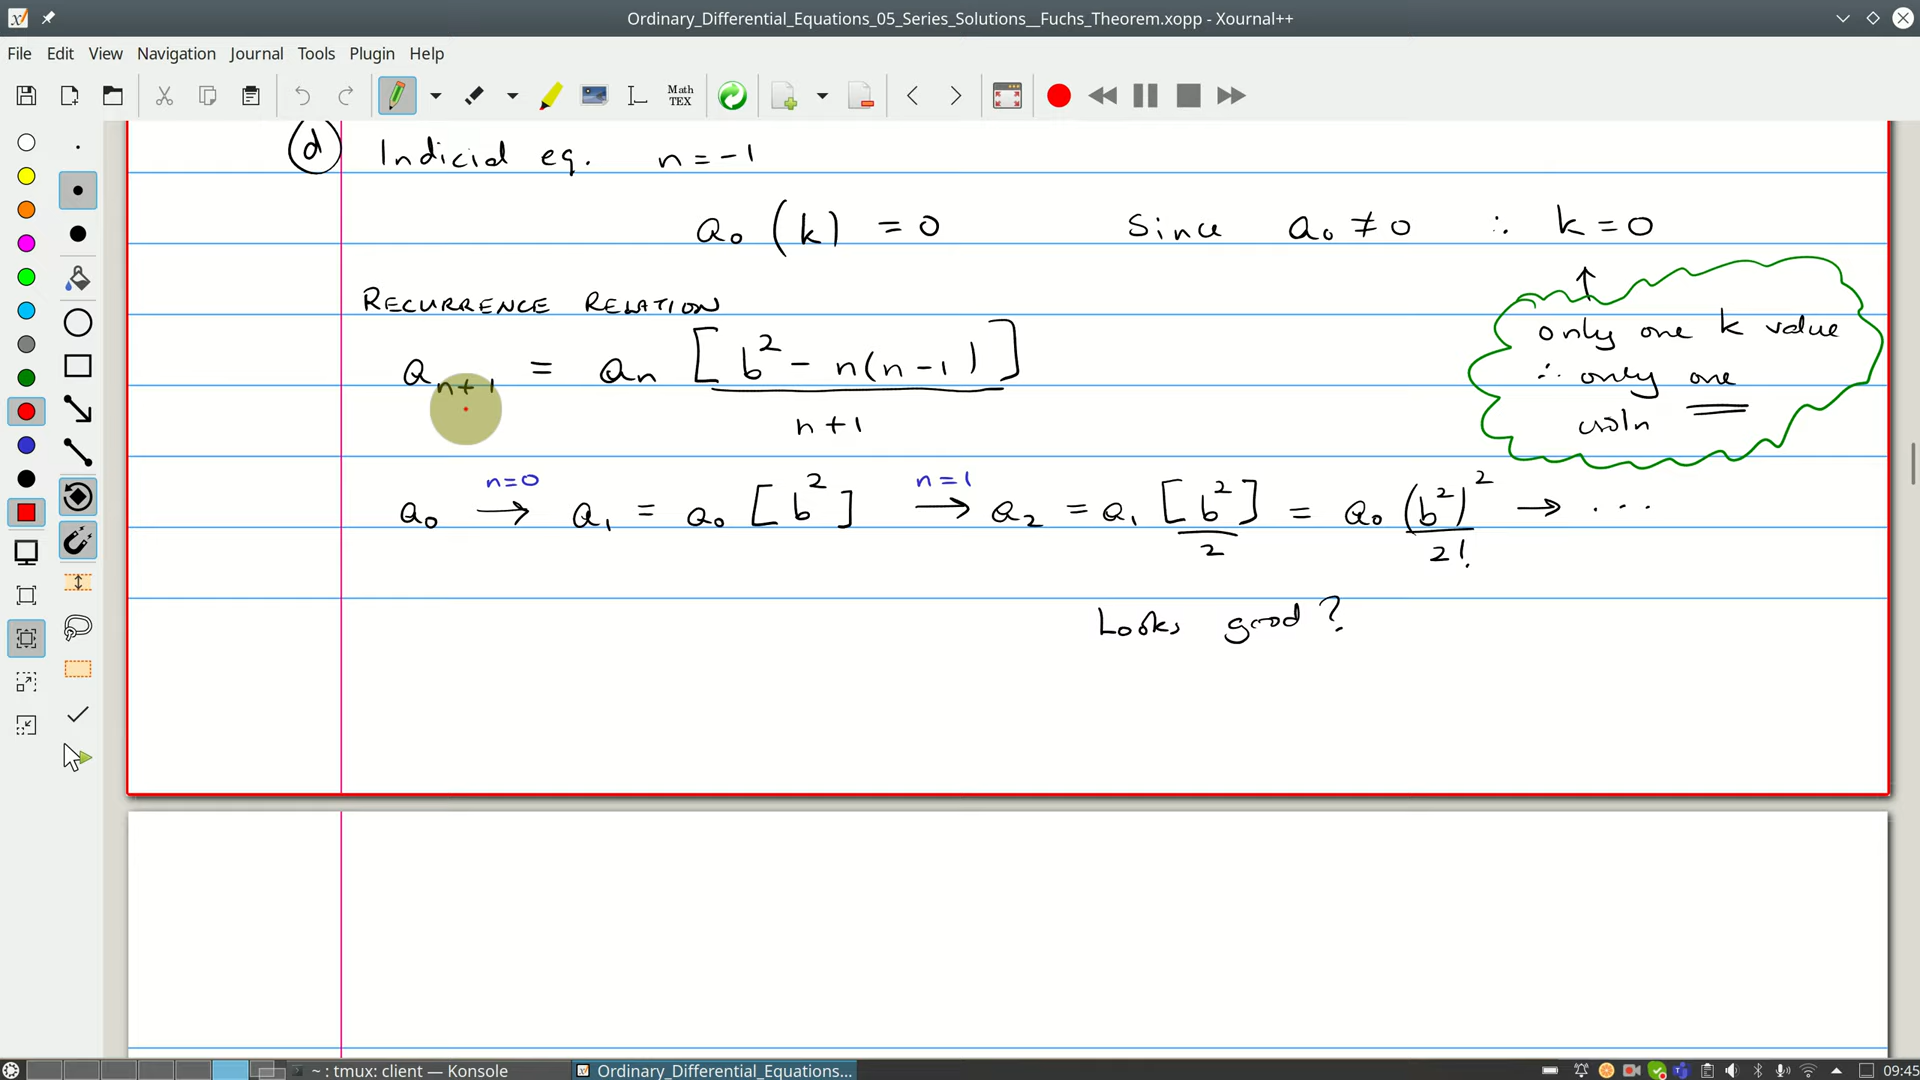 Ordinary_Differential_Equations_05_Series_Solutions__Fuchs_Theorem.xopp - Xournal++
File Edit View Navigation Journal Tools Plugin Help
Math TEX
(d) Indicial eq. n = -1
a₀ (k) = 0 Since a₀ ≠ 0 ∴ k = 0
RECURRENCE RELATION
aₙ₊₁ = aₙ [b² - n(n-1)] / n+1
↑
only one k value
∴ only one
soln
a₀ →(n=0) a₁ = a₀ [b²] →(n=1) a₂ = a₁ [b²]/2 = a₀ (b²)²/2! → ...
Looks good?
~ : tmux: client — Konsole
Ordinary_Differential_Equations...
09:45